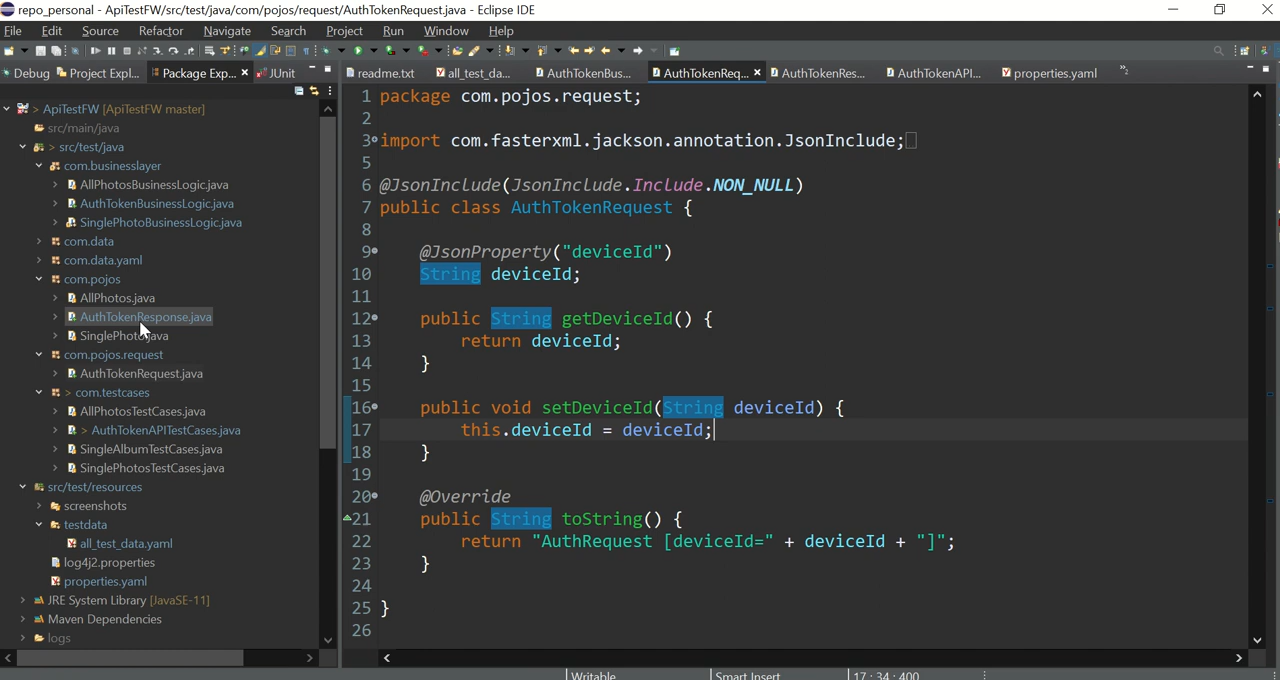 repo_personal - ApiTestFW/src/test/java/com/pojos/request/AuthTokenRequest.java - Eclipse IDE
File Edit Source Refactor Navigate Search Project Run Window Help
Debug Project Expl... Package Exp... JUnit
readme.txt all_test_da... AuthTokenBus... AuthTokenReq... AuthTokenRes... AuthTokenAPI... properties.yaml »2
> ApiTestFW [ApiTestFW master]
src/main/java
> src/test/java
com.businesslayer
AllPhotosBusinessLogic.java
AuthTokenBusinessLogic.java
SinglePhotoBusinessLogic.java
com.data
com.data.yaml
com.pojos
AllPhotos.java
AuthTokenResponse.java
SinglePhoto.java
com.pojos.request
AuthTokenRequest.java
> com.testcases
AllPhotosTestCases.java
> AuthTokenAPITestCases.java
SingleAlbumTestCases.java
SinglePhotosTestCases.java
src/test/resources
screenshots
testdata
all_test_data.yaml
log4j2.properties
properties.yaml
JRE System Library [JavaSE-11]
Maven Dependencies
logs
1 package com.pojos.request;
2
3 import com.fasterxml.jackson.annotation.JsonInclude;
5
6 @JsonInclude(JsonInclude.Include.NON_NULL)
7 public class AuthTokenRequest {
8
9 @JsonProperty("deviceId")
10 String deviceId;
11
12 public String getDeviceId() {
13 return deviceId;
14 }
15
16 public void setDeviceId(String deviceId) {
17 this.deviceId = deviceId;
18 }
19
20 @Override
21 public String toString() {
22 return "AuthRequest [deviceId=" + deviceId + "]";
23 }
24
25 }
26
Writable Smart Insert 17 : 34 : 400